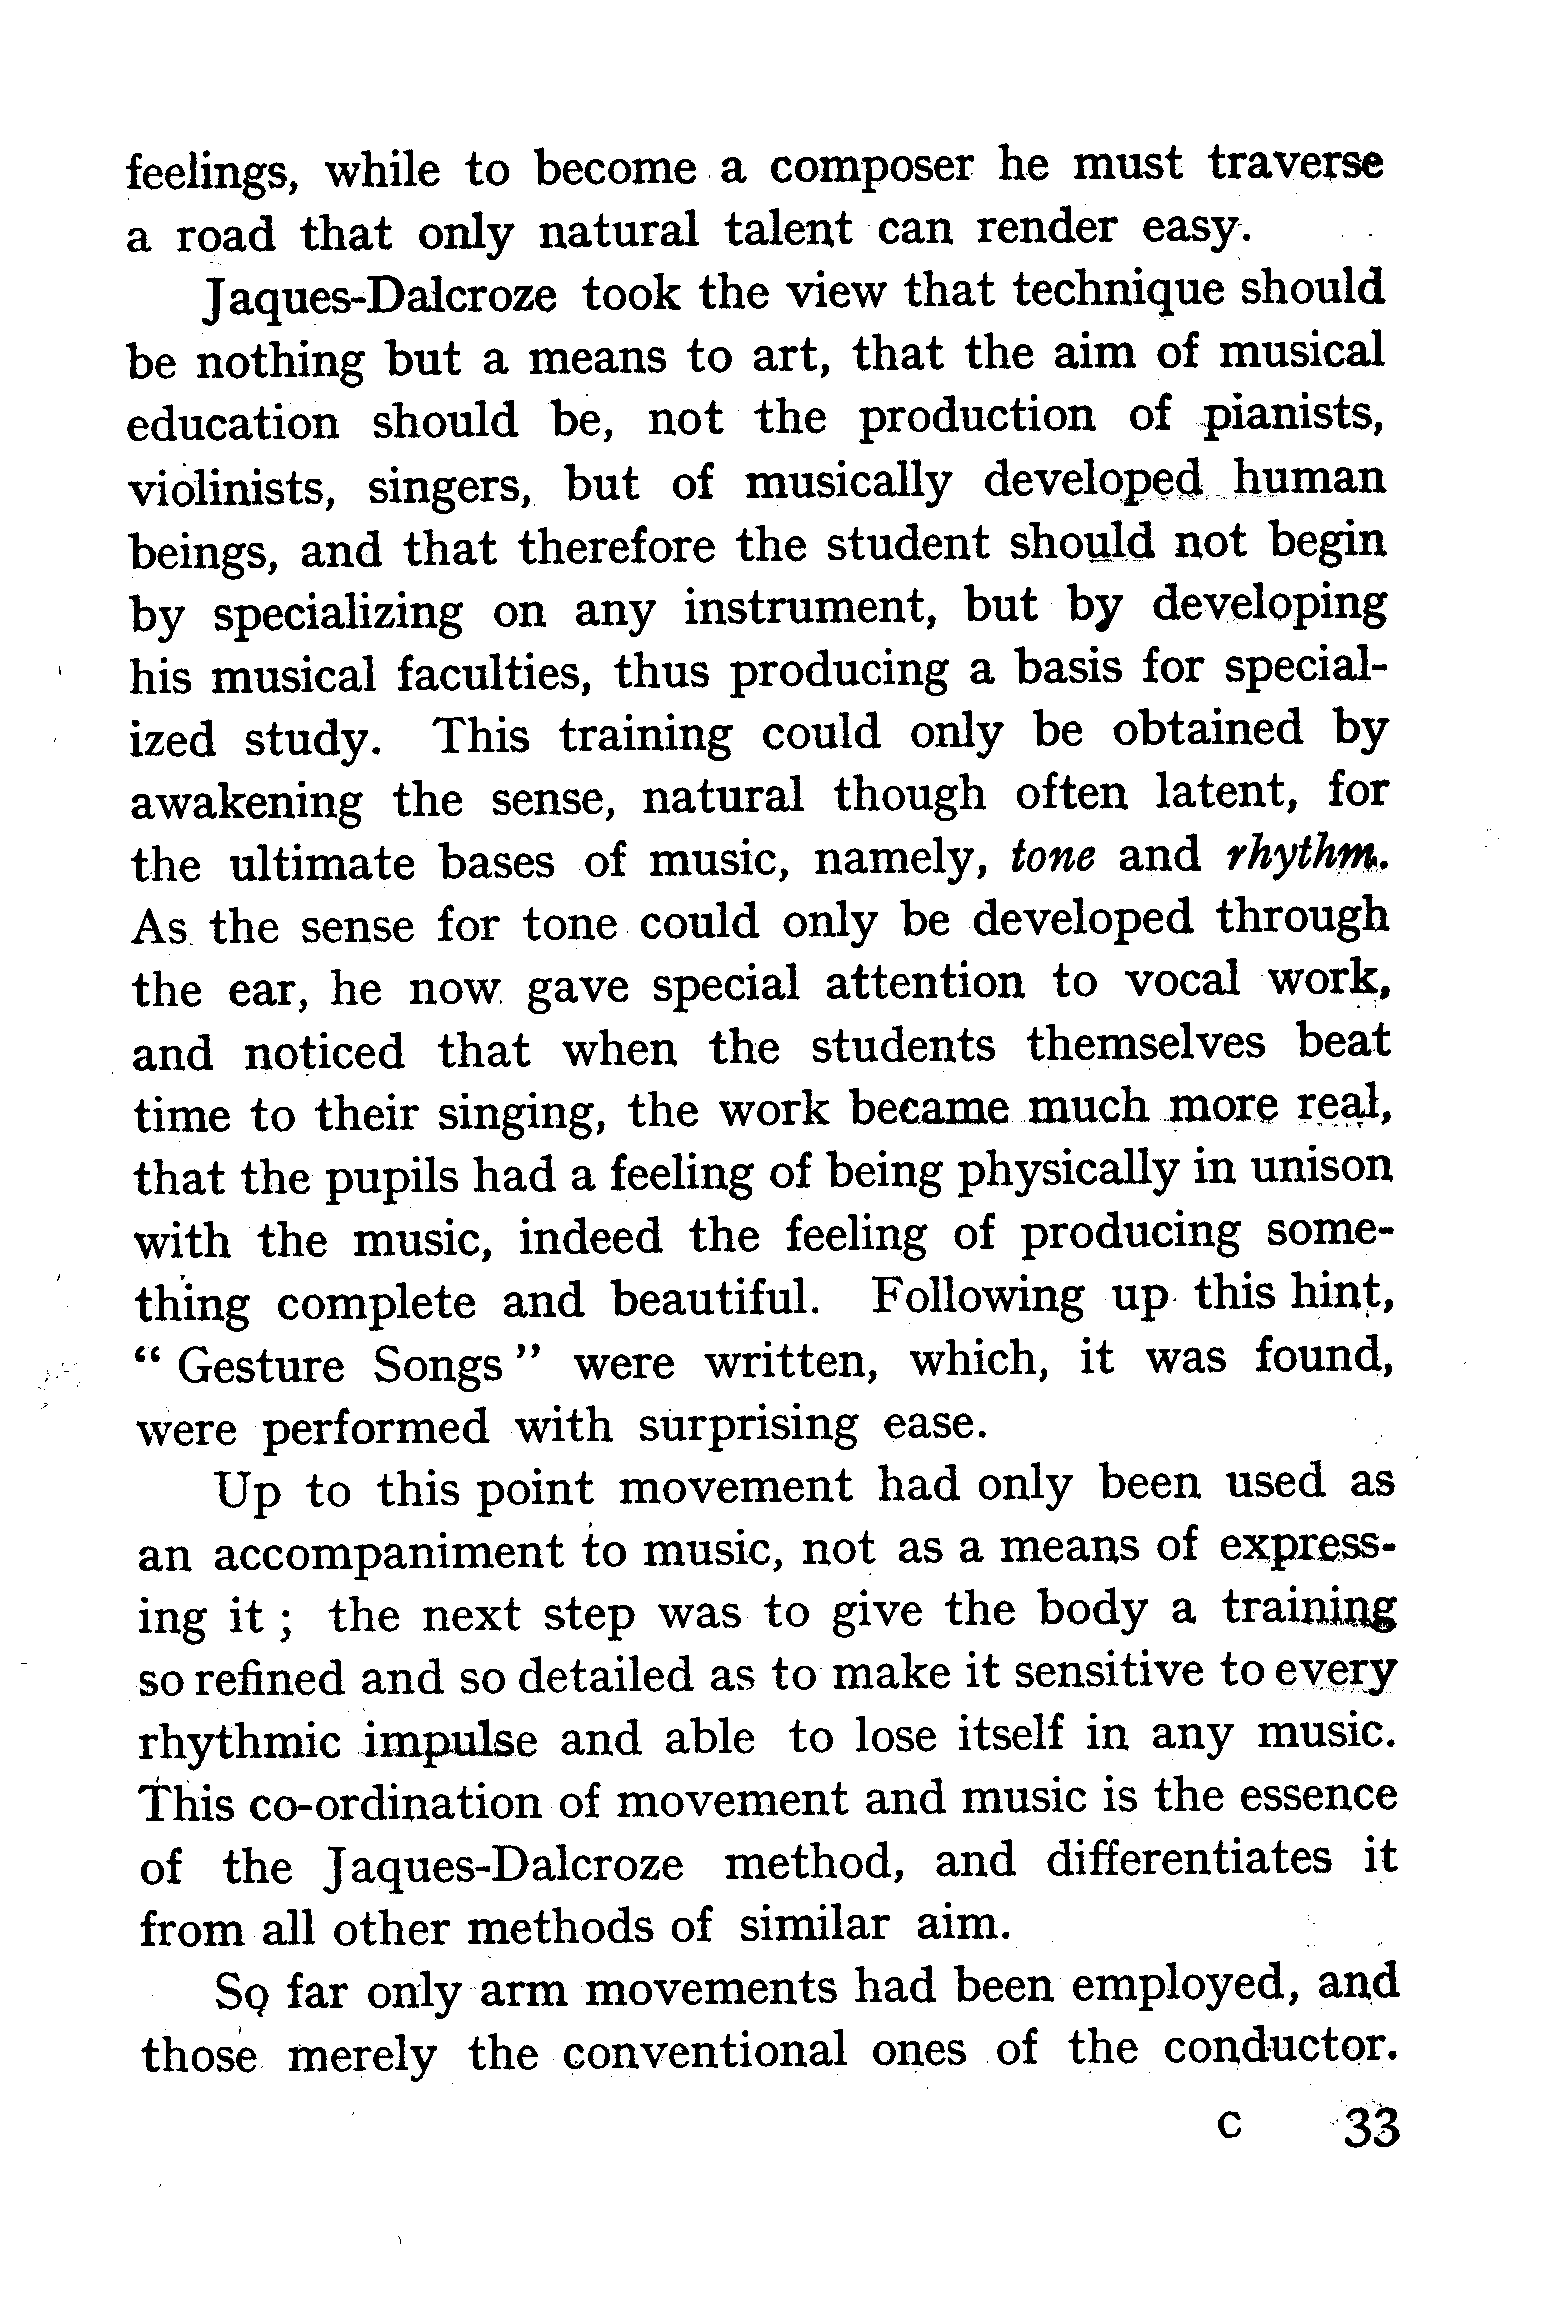 feelings, while to become a composer he must traverse
a road that only natural talent can render easy.
Jaques-Dalcroze took the view that technique should
be nothing but a means to art, that the aim of musical
education should be, not the production of pianists,
violinists, singers, but of musically developed human
beings, and that therefore the student should not begin
by specializing on any instrument, but by developing
his musical faculties, thus producing a basis for special-
ized study. This training could only be obtained by
awakening the sense, natural though often latent, for
the ultimate bases of music, namely, tone and rhythm.
As the sense for tone could only be developed through
the ear, he now gave special attention to vocal work,
and noticed that when the students themselves beat
time to their singing, the work became much more real,
that the pupils had a feeling of being physically in unison
with the music, indeed the feeling of producing some-
thing complete and beautiful. Following up this hint,
“ Gesture Songs ” were written, which, it was found,
were performed with surprising ease.
Up to this point movement had only been used as
an accompaniment to music, not as a means of express-
ing it ; the next step was to give the body a training
so refined and so detailed as to make it sensitive to every
rhythmic impulse and able to lose itself in any music.
This co-ordination of movement and music is the essence
of the Jaques-Dalcroze method, and differentiates it
from all other methods of similar aim.
So far only arm movements had been employed, and
those merely the conventional ones of the conductor.
C 33